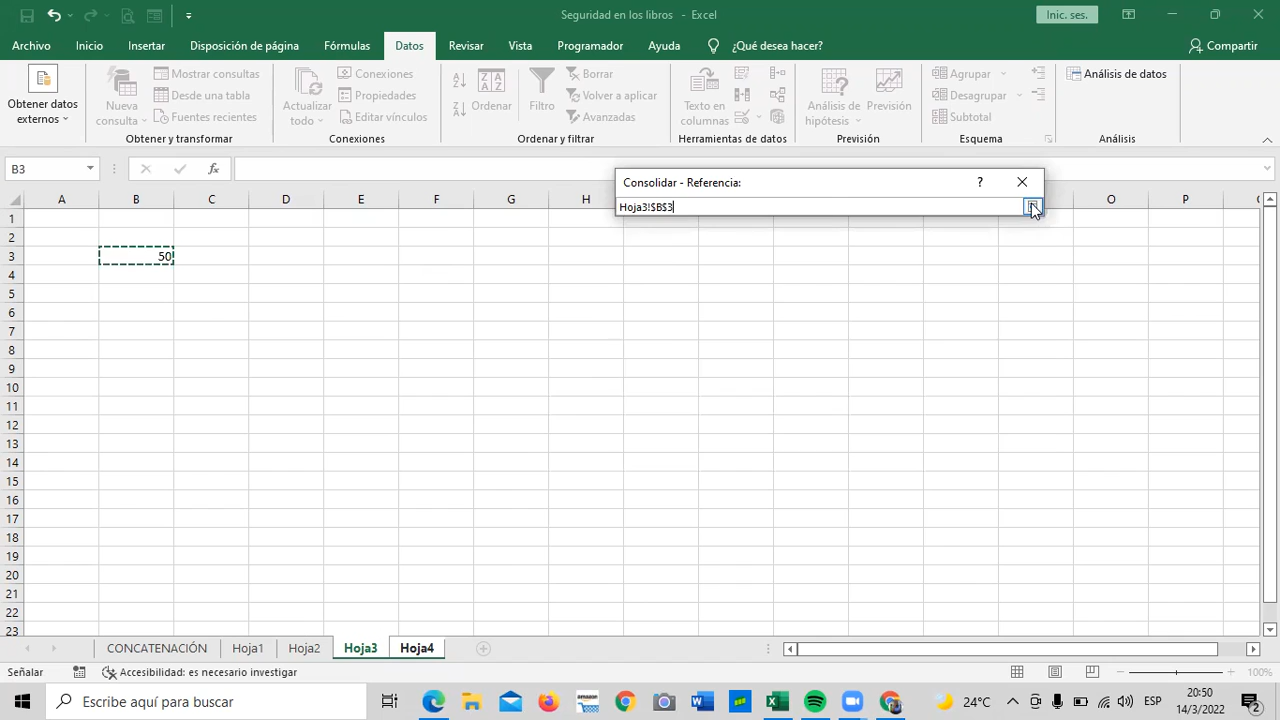 Seguridad en los libros - Excel
Inic. ses.
Archivo Inicio Insertar Disposición de página Fórmulas Datos Revisar Vista Programador Ayuda ¿Qué desea hacer? Compartir
Obtener datos externos
Nueva consulta
Mostrar consultas
Desde una tabla
Fuentes recientes
Obtener y transformar
Actualizar todo
Conexiones
Propiedades
Editar vínculos
Conexiones
Ordenar
Filtro
Borrar
Volver a aplicar
Avanzadas
Ordenar y filtrar
Texto en columnas
Herramientas de datos
Análisis de hipótesis
Previsión
Previsión
Agrupar
Desagrupar
Subtotal
Esquema
Análisis de datos
Análisis
B3
fx
Consolidar - Referencia:
?
Hoja3!$B$3
A B C D E F G H O P
1
2
3 50
4
5
6
7
8
9
10
11
12
13
14
15
16
17
18
19
20
21
22
23
CONCATENACIÓN Hoja1 Hoja2 Hoja3 Hoja4
Señalar Accesibilidad: es necesario investigar 100%
Escribe aquí para buscar
amazon
24°C
ESP
20:50
14/3/2022
2